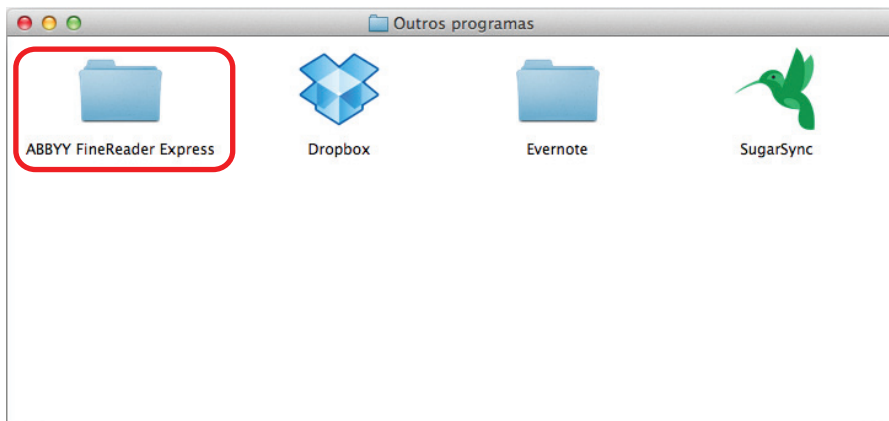 Outros programas
ABBYY FineReader Express
Dropbox
Evernote
SugarSync